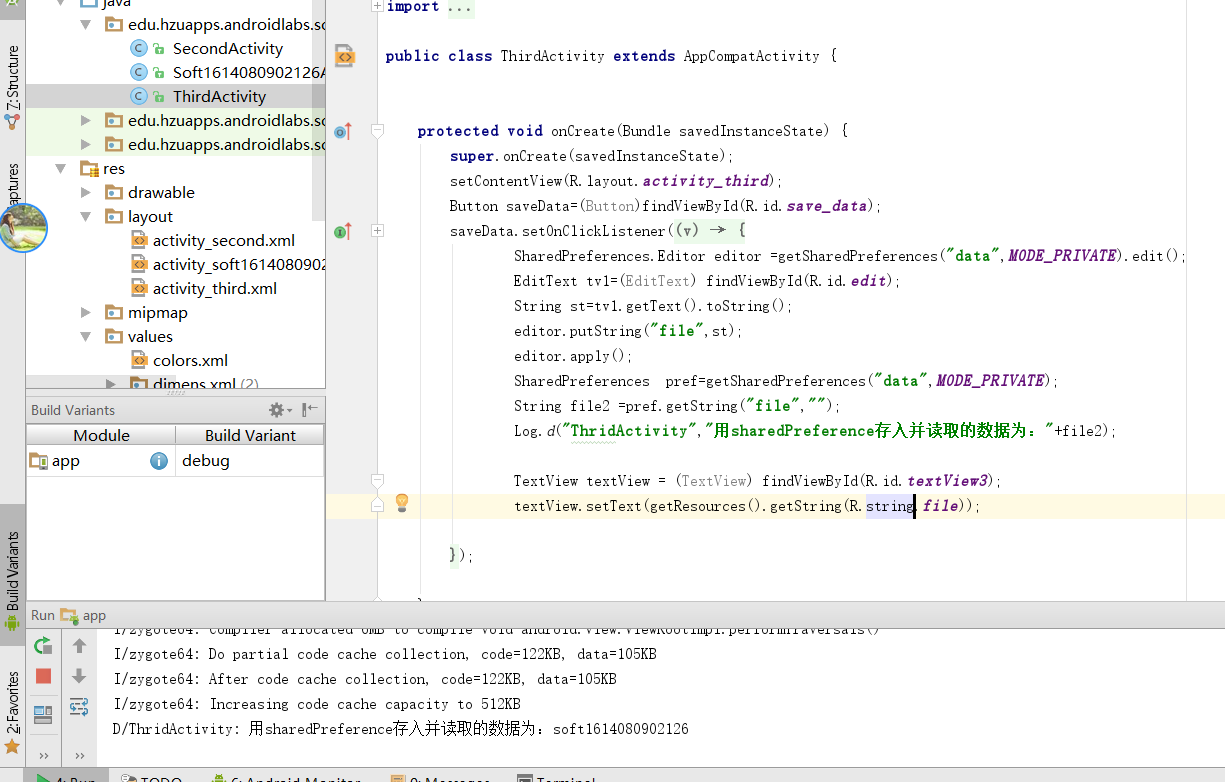 java
edu.hzuapps.androidlabs.so
SecondActivity
Soft1614080902126A
ThirdActivity
edu.hzuapps.androidlabs.so
edu.hzuapps.androidlabs.so
res
drawable
layout
activity_second.xml
activity_soft1614080902
activity_third.xml
mipmap
values
colors.xml
dimens.xml (2)
Build Variants
Module
Build Variant
app
debug
7: Structure
Captures
Build Variants
2: Favorites
import ...
public class ThirdActivity extends AppCompatActivity {
protected void onCreate(Bundle savedInstanceState) {
super.onCreate(savedInstanceState);
setContentView(R.layout.activity_third);
Button saveData=(Button)findViewById(R.id.save_data);
saveData.setOnClickListener((v) → {
SharedPreferences.Editor editor =getSharedPreferences("data",MODE_PRIVATE).edit();
EditText tv1=(EditText) findViewById(R.id.edit);
String st=tv1.getText().toString();
editor.putString("file",st);
editor.apply();
SharedPreferences  pref=getSharedPreferences("data",MODE_PRIVATE);
String file2 =pref.getString("file","");
Log.d("ThridActivity","用sharedPreference存入并读取的数据为："+file2);
TextView textView = (TextView) findViewById(R.id.textView3);
textView.setText(getResources().getString(R.string.file));
});
Run app
I/zygote64: Compiler allocated 6MB to compile void android.view.ViewRootImpl.performTraversals()
I/zygote64: Do partial code cache collection, code=122KB, data=105KB
I/zygote64: After code cache collection, code=122KB, data=105KB
I/zygote64: Increasing code cache capacity to 512KB
D/ThridActivity: 用sharedPreference存入并读取的数据为：soft1614080902126
4: Run
TODO
6: Android Monitor
0: Messages
Terminal